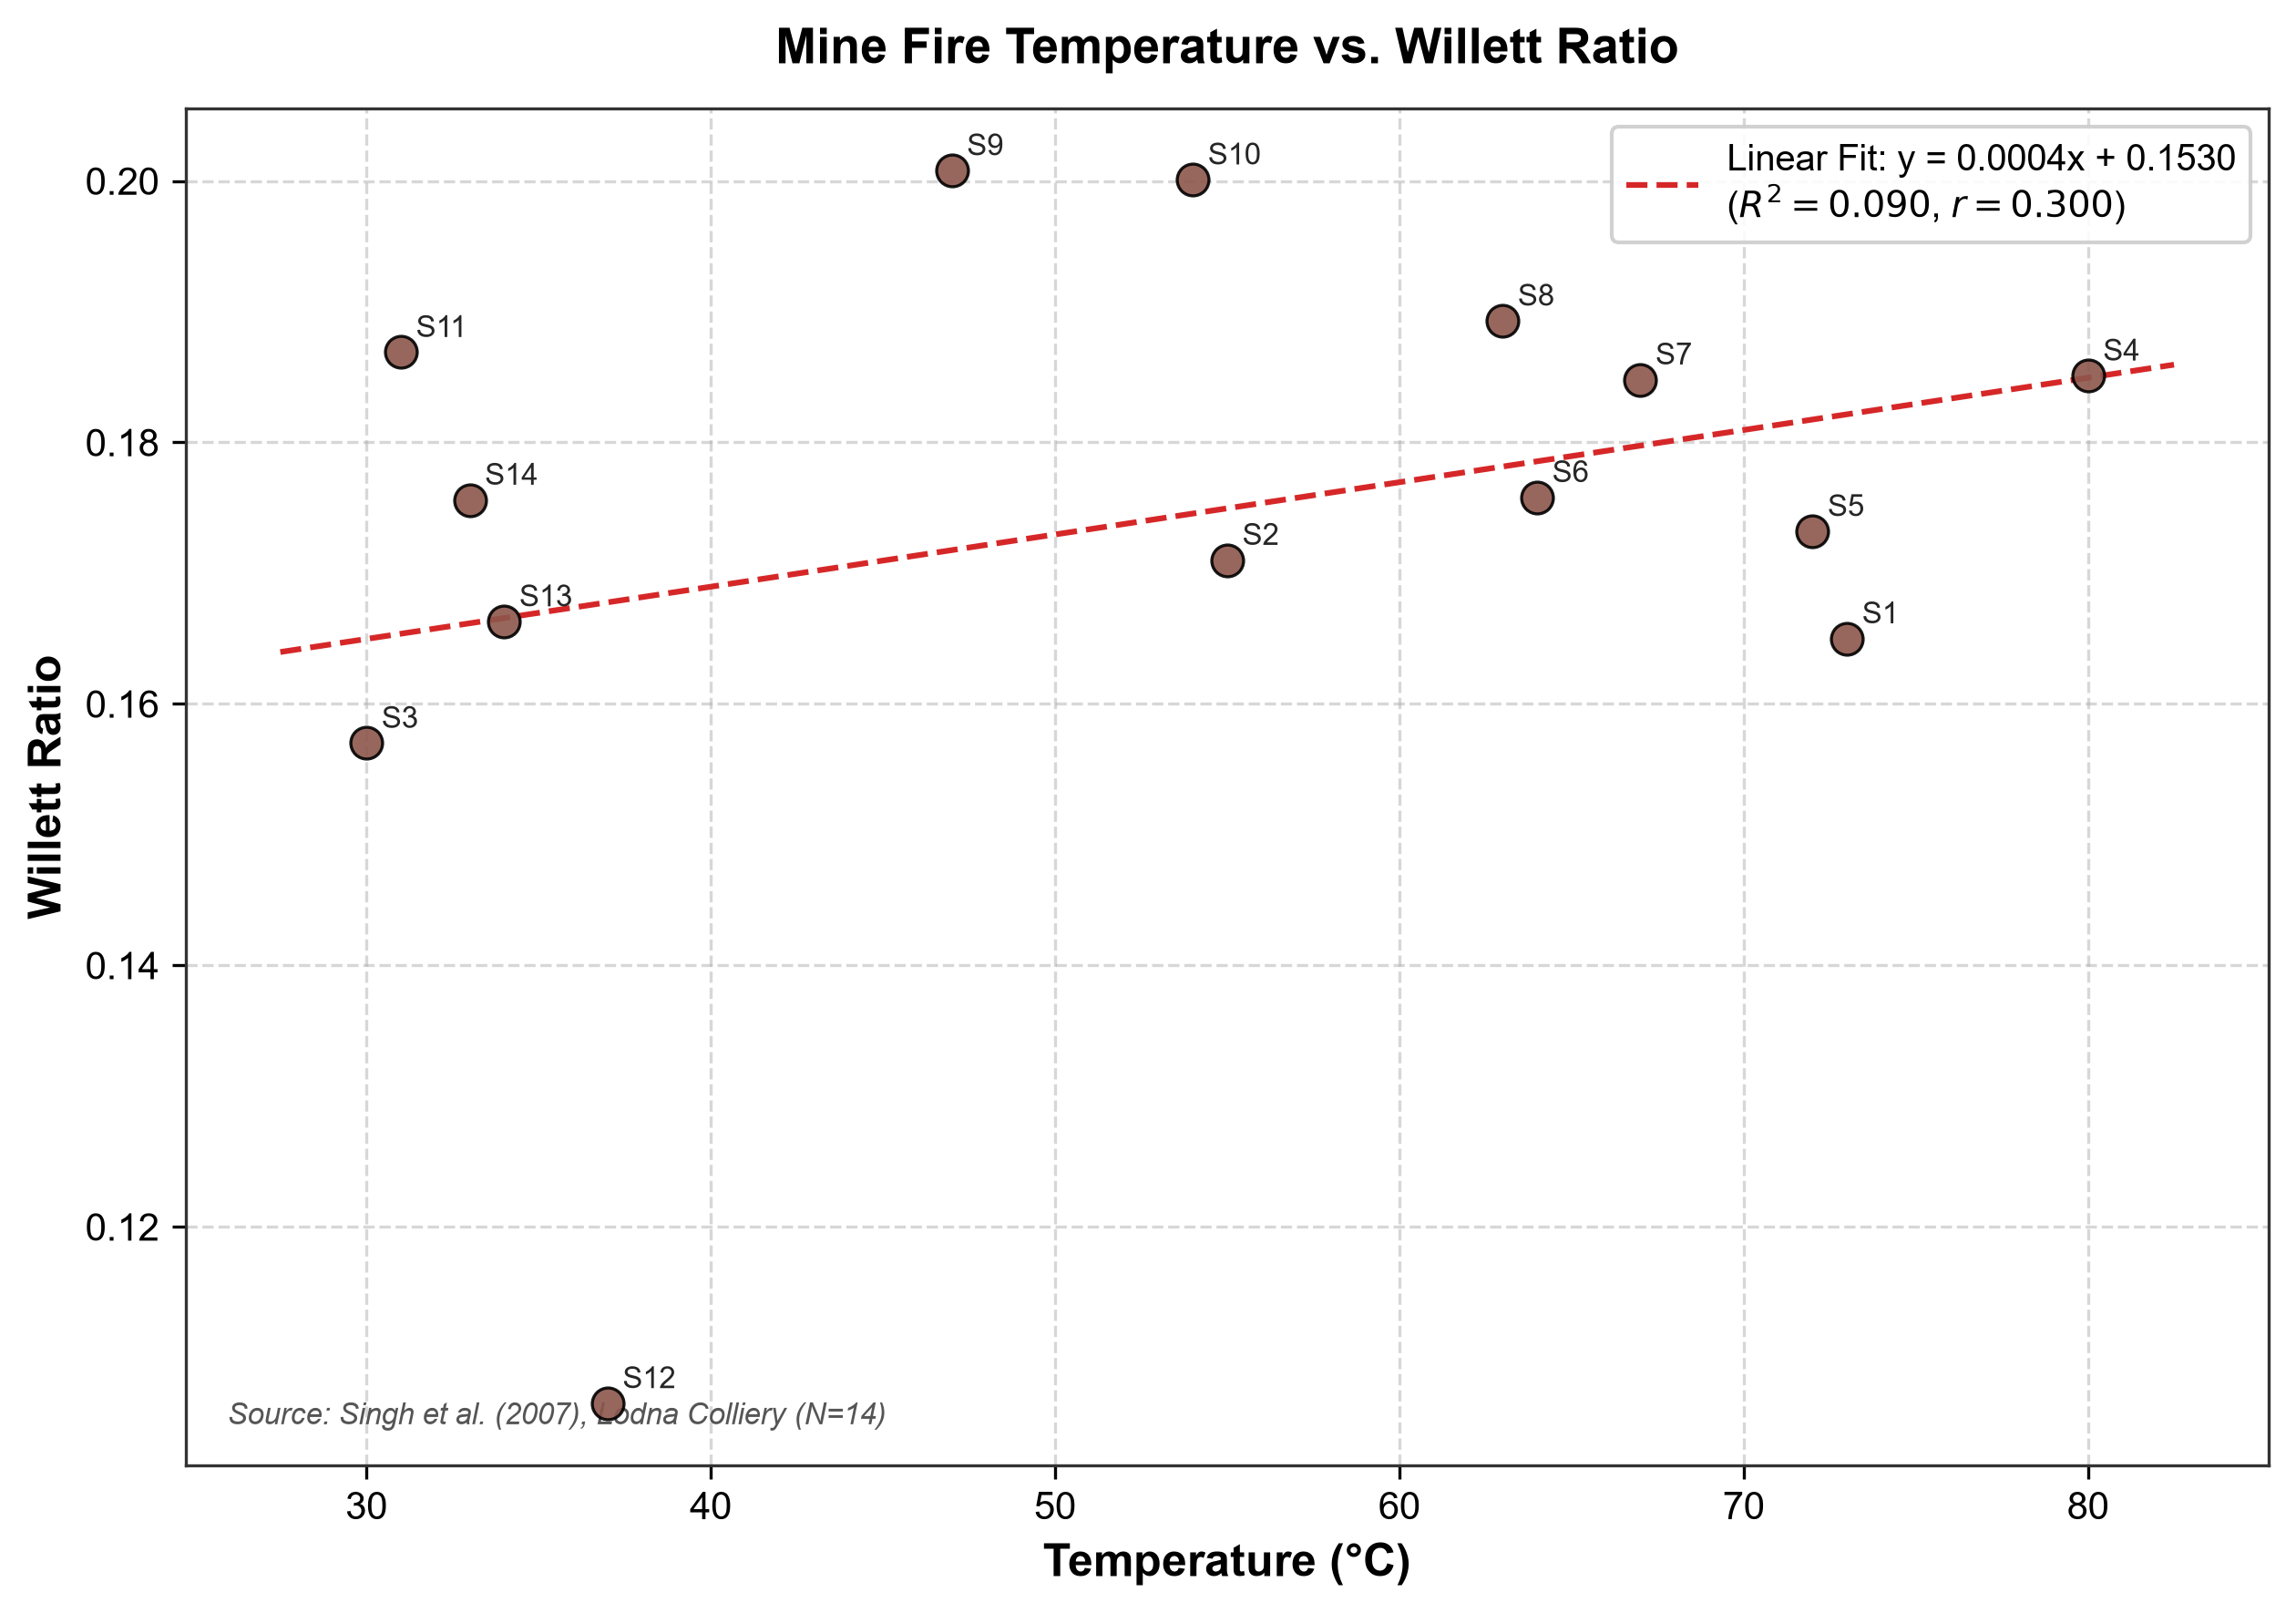 Mine Fire Temperature vs. Willett Ratio
Linear Fit: y = 0.0004x + 0.1530
(R² = 0.090, r = 0.300)
S9
S10
S8
S11
S7
S4
S14
S6
S5
S2
S13
S1
S3
S12
Source: Singh et al. (2007), Lodna Colliery (N=14)
0.20
0.18
0.16
0.14
0.12
Willett Ratio
30 40 50 60 70 80
Temperature (°C)